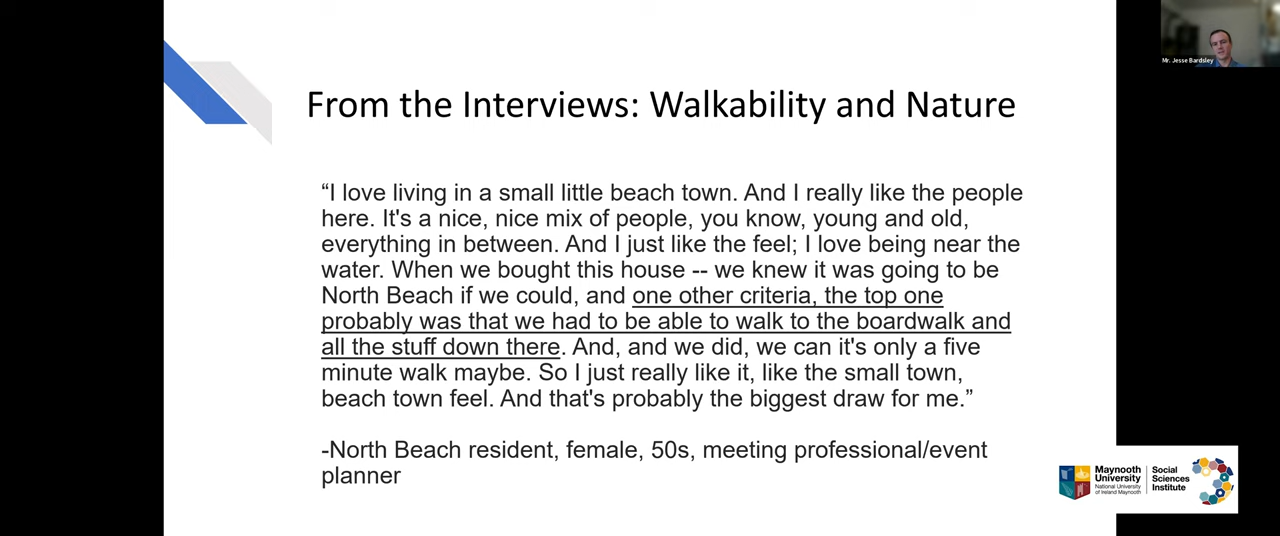 Mr. Jesse Bardsley
From the Interviews: Walkability and Nature
“I love living in a small little beach town. And I really like the people
here. It's a nice, nice mix of people, you know, young and old,
everything in between. And I just like the feel; I love being near the
water. When we bought this house -- we knew it was going to be
North Beach if we could, and one other criteria, the top one
probably was that we had to be able to walk to the boardwalk and
all the stuff down there. And, and we did, we can it's only a five
minute walk maybe. So I just really like it, like the small town,
beach town feel. And that's probably the biggest draw for me.”
-North Beach resident, female, 50s, meeting professional/event
planner
Maynooth
University
National University
of Ireland Maynooth
Social
Sciences
Institute